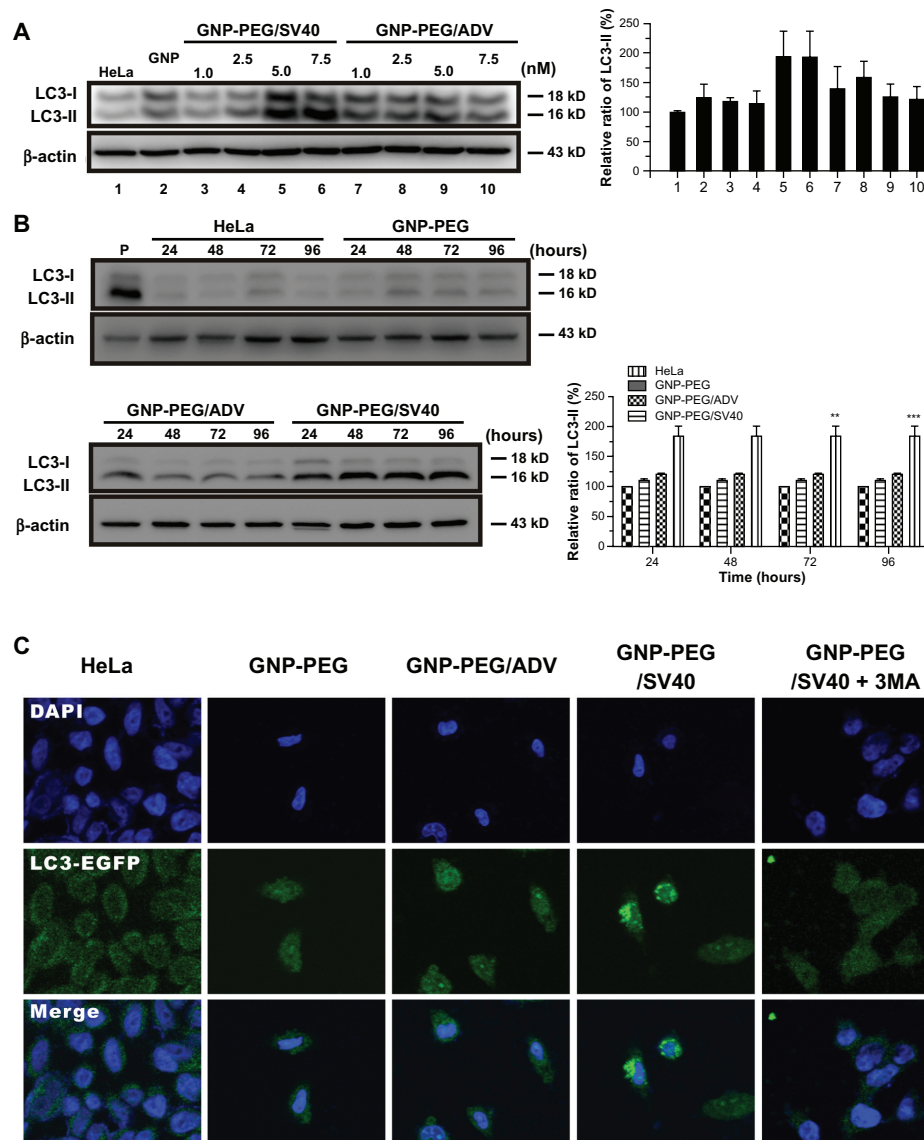 A
GNP-PEG/SV40 GNP-PEG/ADV
HeLa GNP 1.0 2.5 5.0 7.5 1.0 2.5 5.0 7.5 (nM)
LC3-I 18 kD
LC3-II 16 kD
β-actin 43 kD
1 2 3 4 5 6 7 8 9 10
Relative ratio of LC3-II (%)
250
200
150
100
50
0
1 2 3 4 5 6 7 8 9 10
B
HeLa GNP-PEG
P 24 48 72 96 24 48 72 96 (hours)
LC3-I 18 kD
LC3-II 16 kD
β-actin 43 kD
GNP-PEG/ADV GNP-PEG/SV40
24 48 72 96 24 48 72 96 (hours)
LC3-I 18 kD
LC3-II 16 kD
β-actin 43 kD
HeLa
GNP-PEG
GNP-PEG/ADV
GNP-PEG/SV40
Relative ratio of LC3-II (%)
250
200
150
100
50
0
** ***
24 48 72 96
Time (hours)
C
HeLa GNP-PEG GNP-PEG/ADV GNP-PEG /SV40 GNP-PEG /SV40 + 3MA
DAPI
LC3-EGFP
Merge